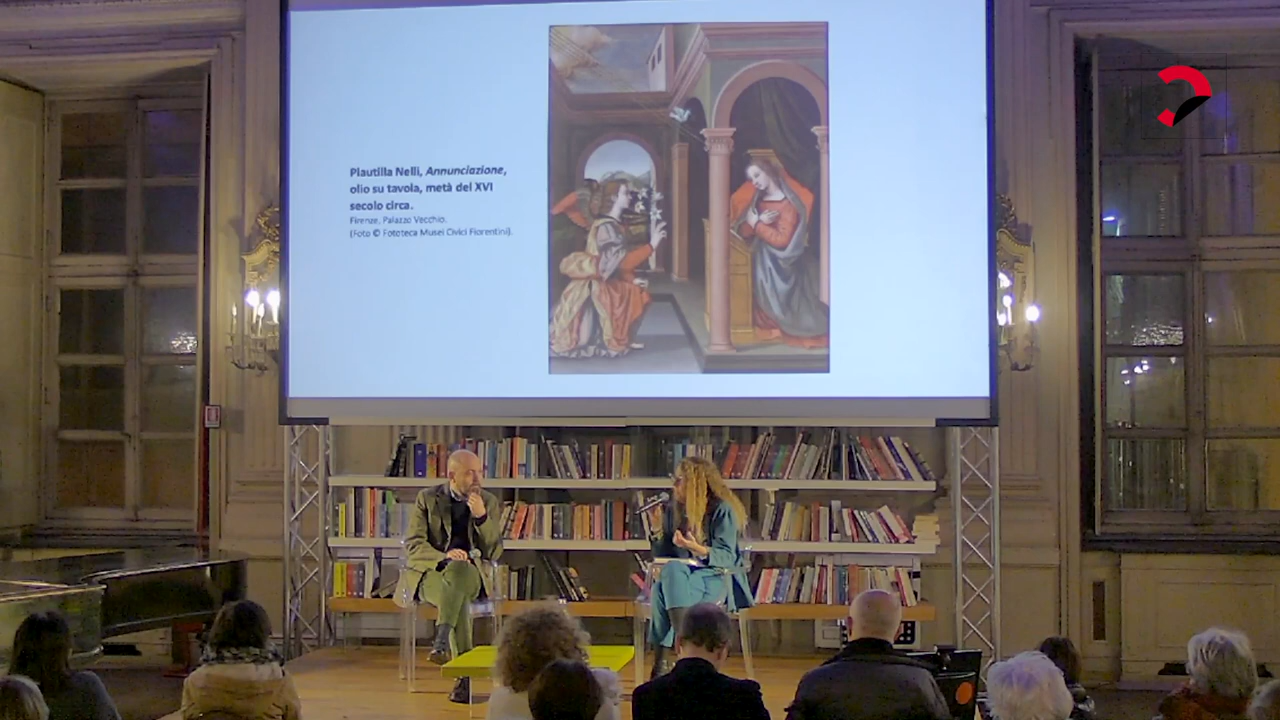 Plautilla Nelli, Annunciazione,
olio su tavola, metà del XVI
secolo circa.
Firenze, Palazzo Vecchio.
(Foto © Fototeca Musei Civici Fiorentini).